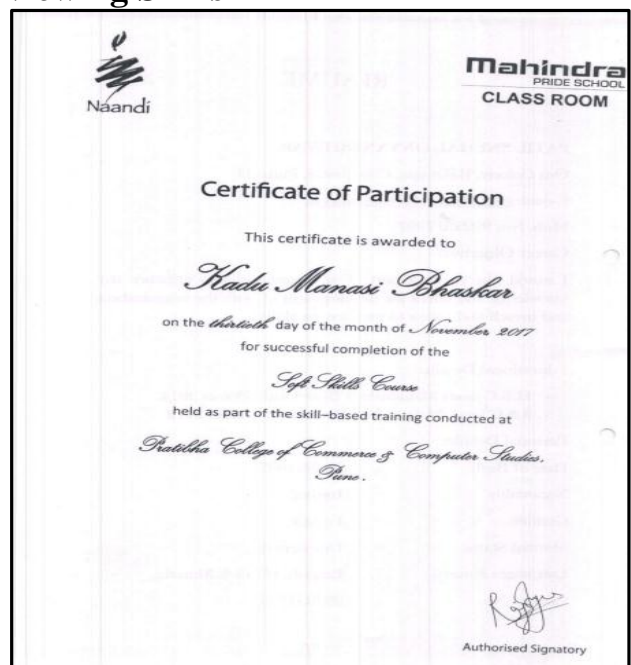 Naandi
Mahindra
PRIDE SCHOOL
CLASS ROOM
Certificate of Participation
This certificate is awarded to
Kadu Manasi Bhaskar
on the thirtieth day of the month of November 2017
for successful completion of the
Soft Skills Course
held as part of the skill-based training conducted at
Pratibha College of Commerce & Computer Studies,
Pune.
Authorised Signatory